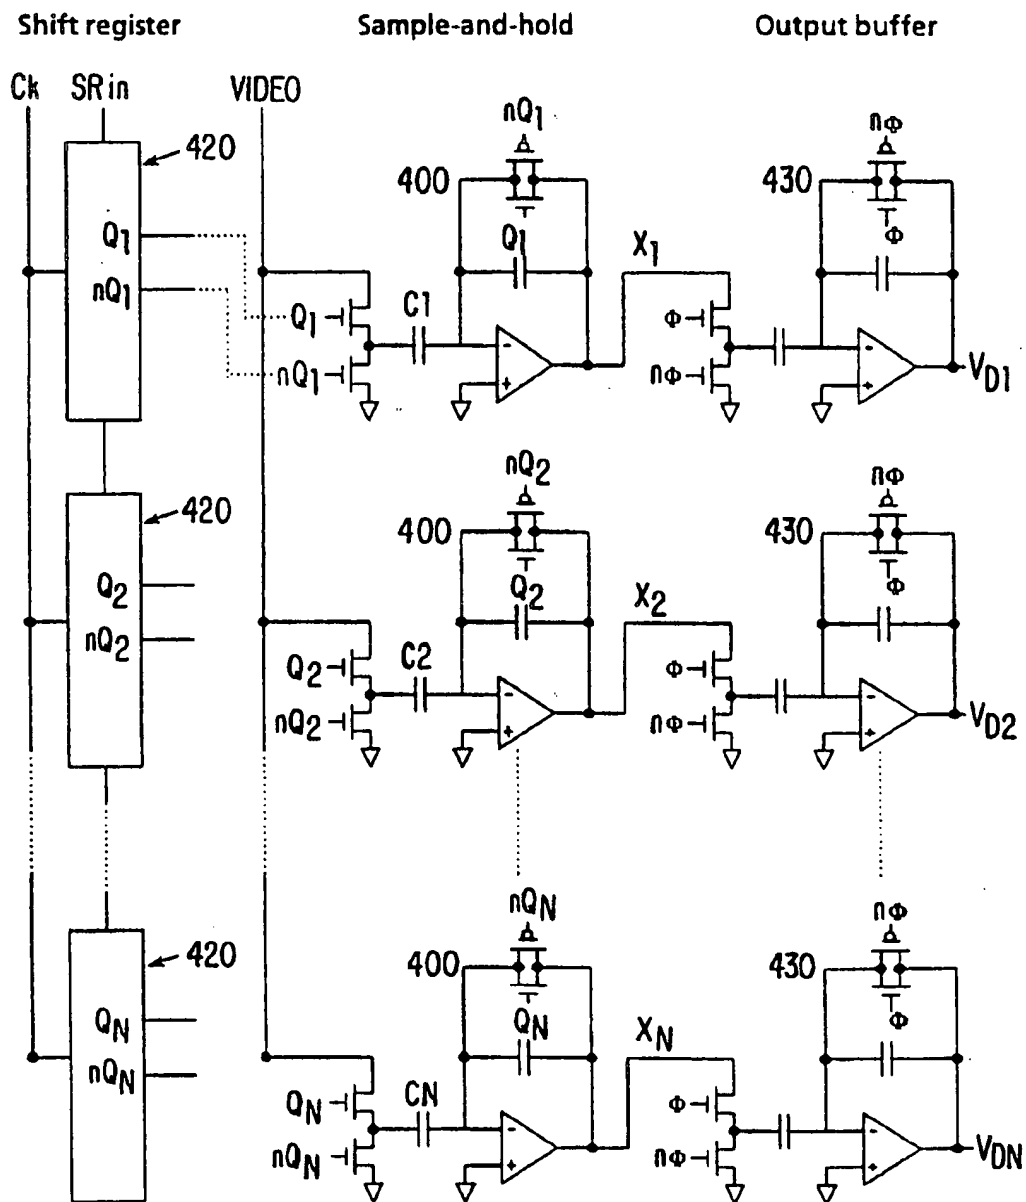 Shift register Sample-and-hold Output buffer
Ck SRin VIDEO
nQ1 nΦ
420 400 430
Q1 Q1 X1 Φ
nQ1 Q1 C1 Φ
nQ1 - + nΦ - + VD1
nQ2 nΦ
420 400 430
Q2 Q2 X2 Φ
nQ2 Q2 C2 Φ
nQ2 - + nΦ - + VD2
nQN nΦ
420 400 430
QN QN XN Φ
nQN QN CN Φ
nQN - + nΦ - + VDN